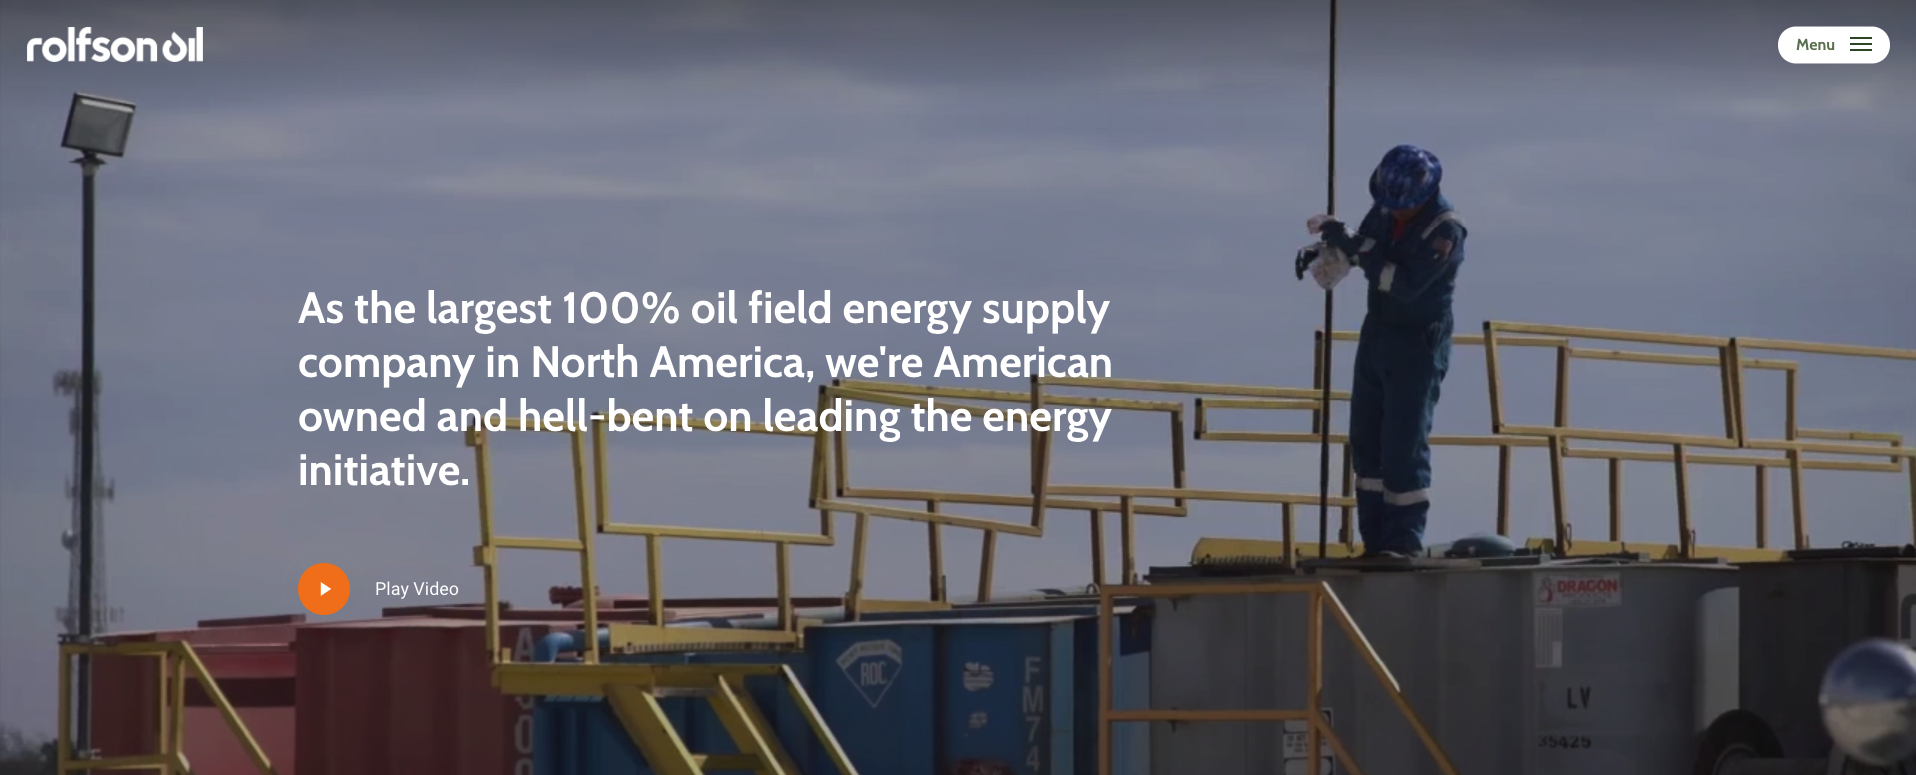 rolfson oil
Menu
As the largest 100% oil field energy supply
company in North America, we're American
owned and hell-bent on leading the energy
initiative.
Play Video
DRAGON
ROC
FM74
LV
35425